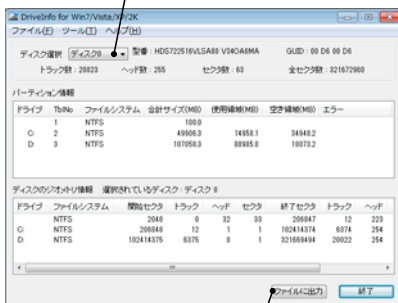 DriveInfo for Win7/Vista/XP/2K
ファイル(F) ツール(T) ヘルプ(H)
ディスク選択 ディスク0 型番 : HDS722516VLSA80 V34OA6MA GUID : 00 D6 00 D6
トラック数 : 20023 ヘッド数 : 255 セクタ数 : 63 全セクタ数 : 321672960
パーティション情報
ドライブ TblNo ファイルシステム 合計サイズ(MB) 使用領域(MB) 空き領域(MB) エラー
1 NTFS 100.0
C: 2 NTFS 49906.3 14958.1 34948.2
D: 3 NTFS 107058.3 88985.0 18073.2
ディスクのジオメトリ情報 選択されているディスク : ディスク 0
ドライブ ファイルシステム 開始セクタ トラック ヘッド セクタ 終了セクタ トラック ヘッド
NTFS 2048 0 32 33 206847 12 223
C: NTFS 206848 12 1 1 102414374 6374 254
D: NTFS 102414375 6375 0 1 321669494 20022 254
ファイルに出力 終了